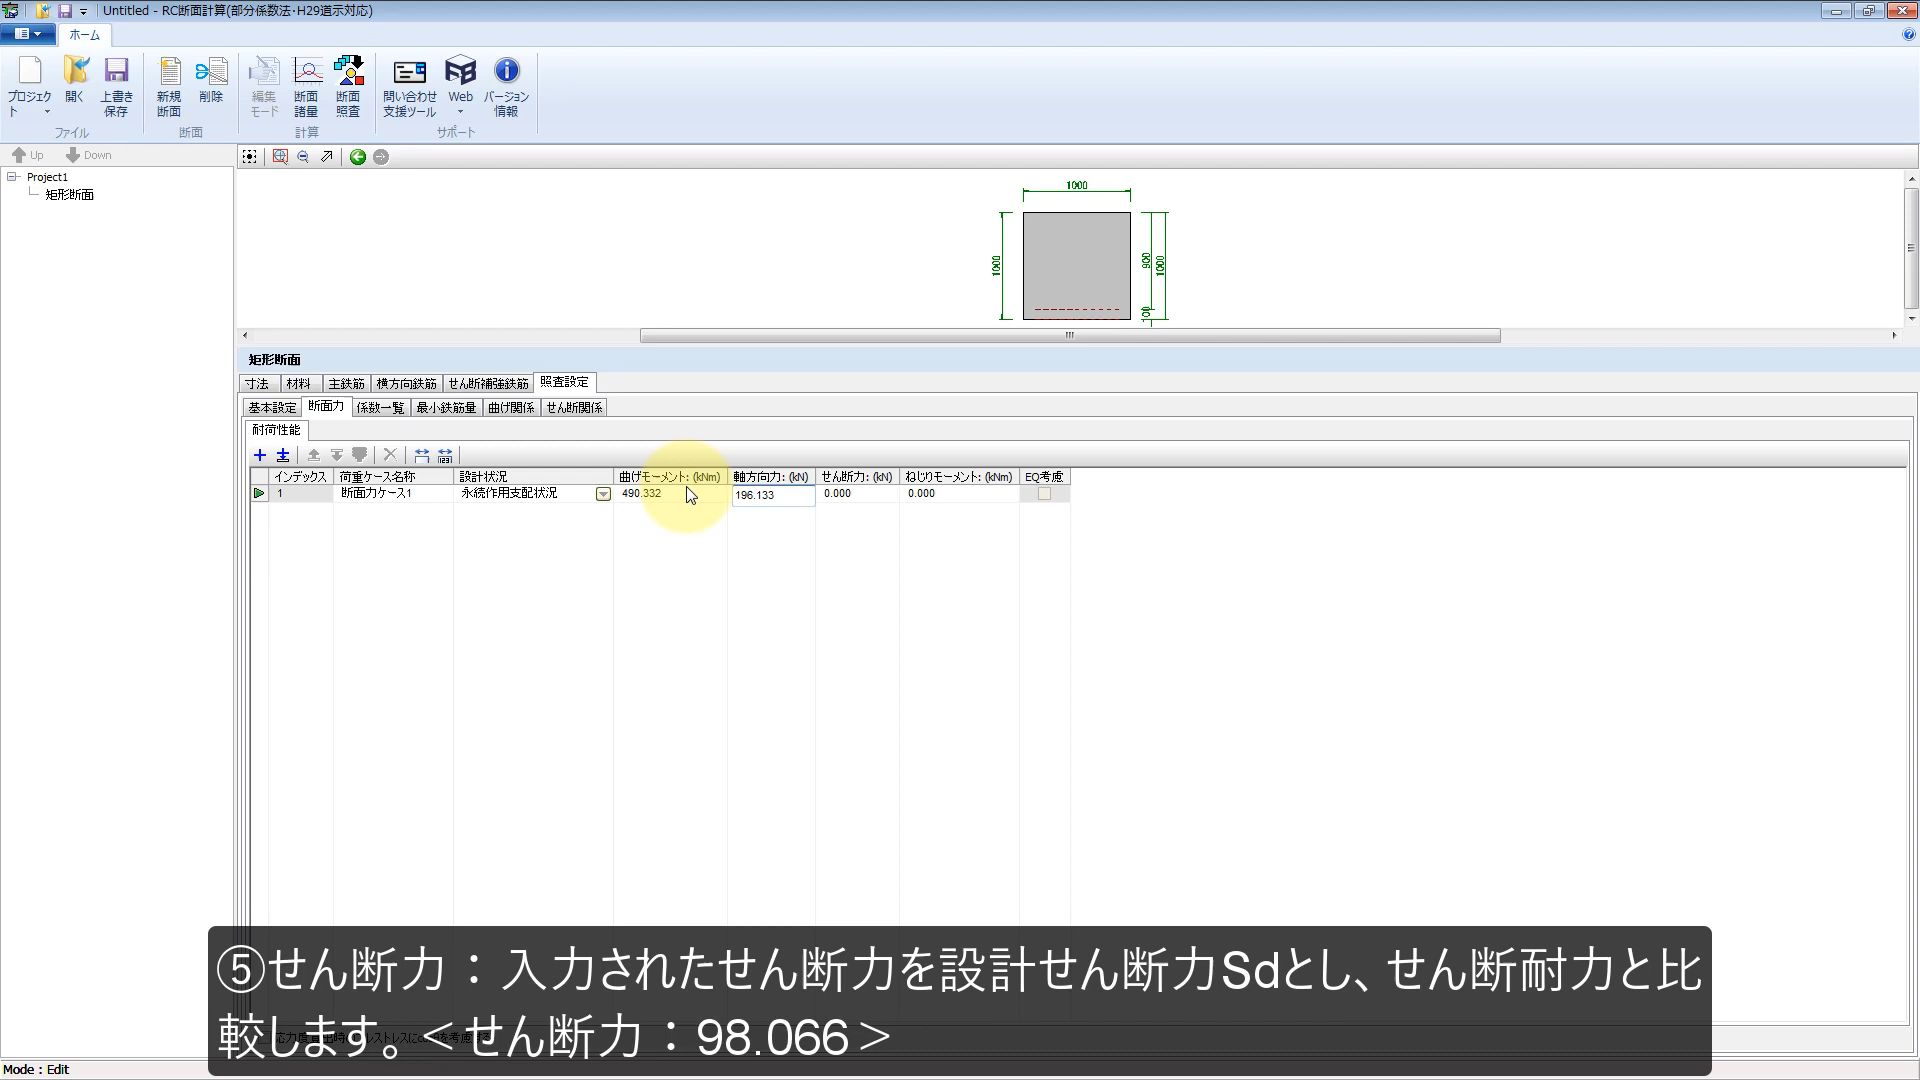 Untitled - RC断面計算(部分係数法･H29道示対応)
ホーム
プロジェクト
開く
上書き保存
新規断面
削除
編集モード
断面諸量
断面照査
問い合わせ支援ツール
Web
バージョン情報
ファイル
断面
計算
サポート
Up
Down
Project1
矩形断面
1000
1000
900
1000
100
矩形断面
寸法
材料
主鉄筋
横方向鉄筋
せん断補強鉄筋
照査設定
基本設定
断面力
係数一覧
最小鉄筋量
曲げ関係
せん断関係
耐荷性能
インデックス
荷重ケース名称
設計状況
曲げモーメント: (kNm)
軸方向力: (kN)
せん断力: (kN)
ねじりモーメント: (kNm)
EQ考慮
1
断面力ケース1
永続作用支配状況
490.332
196.133
0.000
0.000
⑤せん断力：入力されたせん断力を設計せん断力Sdとし、せん断耐力と比
較します。＜せん断力：98.066＞
Mode : Edit